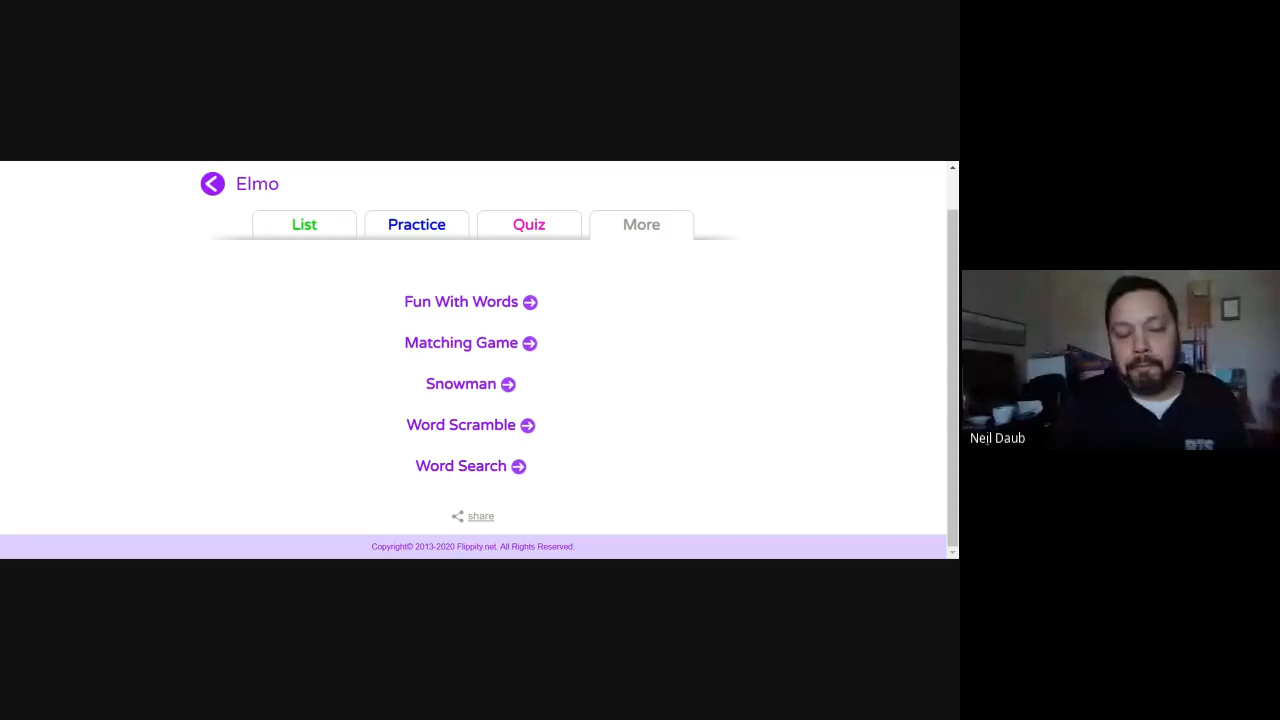 Elmo
List Practice Quiz More
Fun With Words
Matching Game
Snowman
Word Scramble
Word Search
share
Copyright© 2013-2020 Flippity.net. All Rights Reserved.
Neil Daub